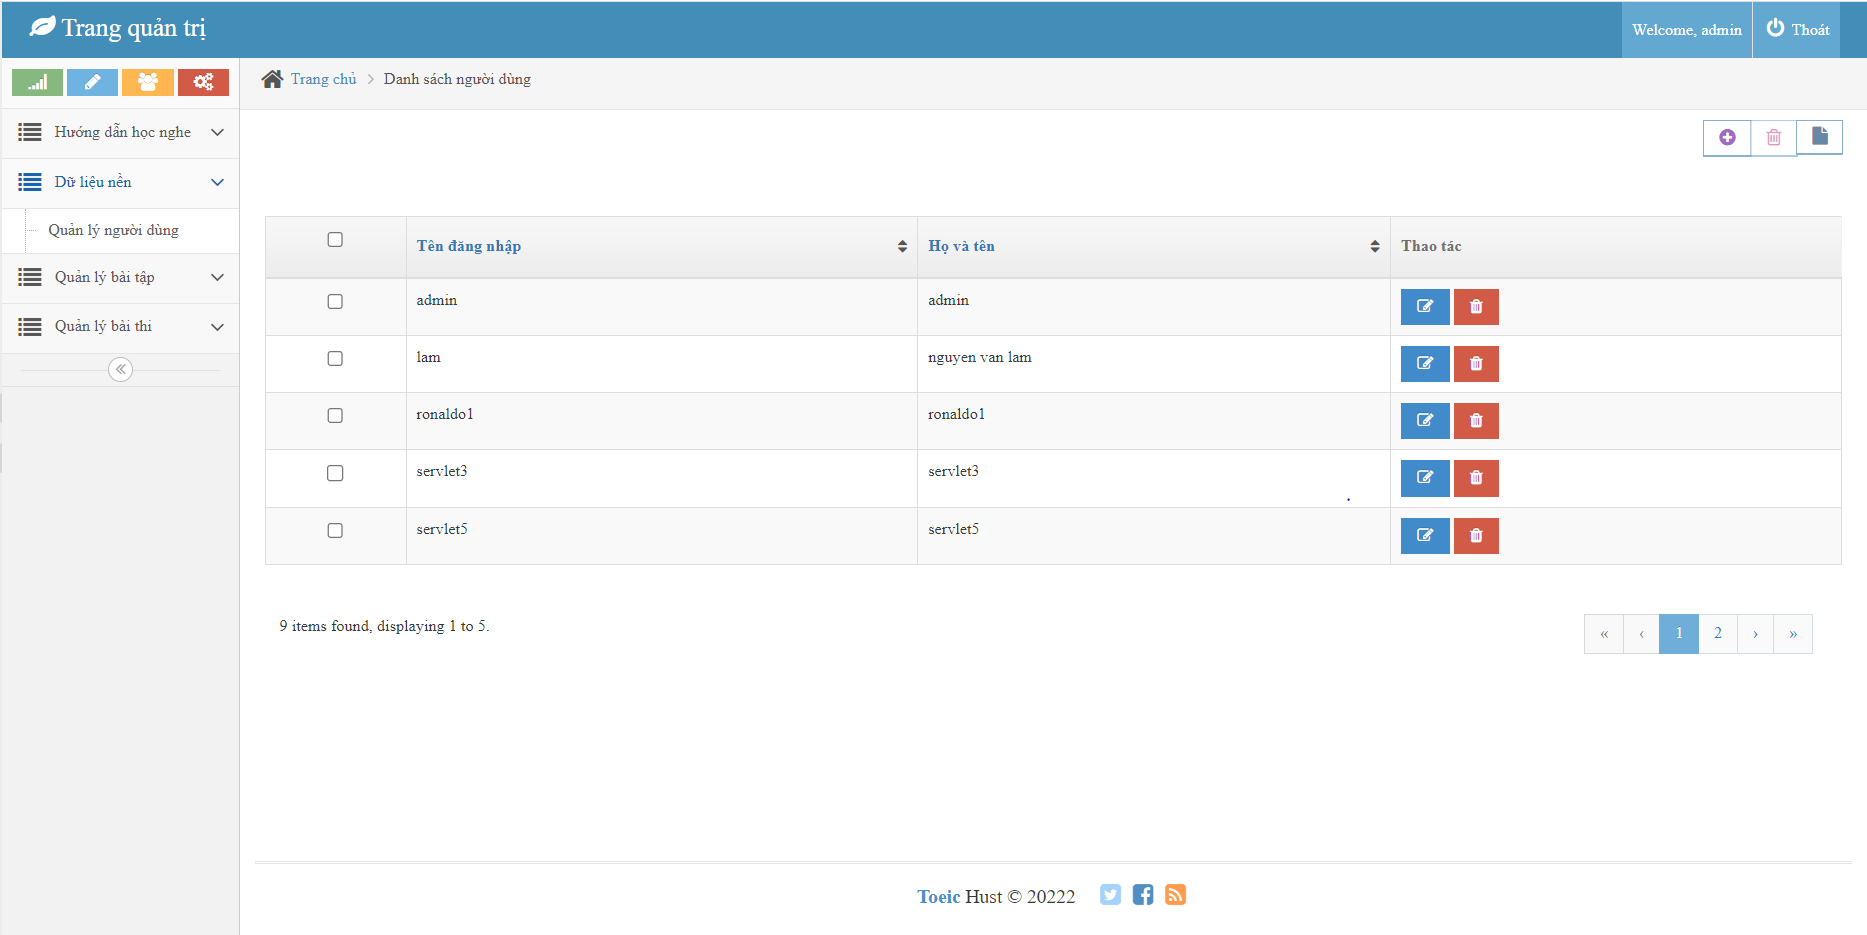 Trang quản trị
Welcome, admin
Thoát
Trang chủ > Danh sách người dùng
Hướng dẫn học nghe
Dữ liệu nền
Quản lý người dùng
Quản lý bài tập
Quản lý bài thi
Tên đăng nhập Họ và tên Thao tác
admin admin
lam nguyen van lam
ronaldo1 ronaldo1
servlet3 servlet3
servlet5 servlet5
9 items found, displaying 1 to 5.
« ‹ 1 2 › »
Toeic Hust © 20222